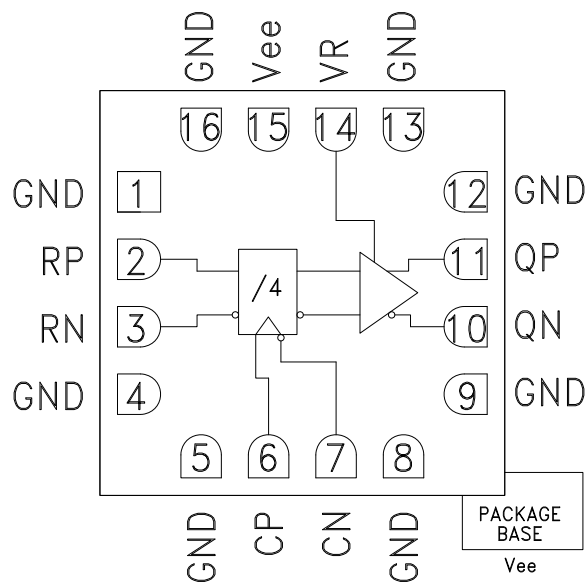 GND Vee VR GND
16 15 14 13
GND 1 12 GND
RP 2 11 QP
/4
RN 3 10 QN
GND 4 9 GND
5 6 7 8
GND CP CN GND
PACKAGE
BASE
Vee